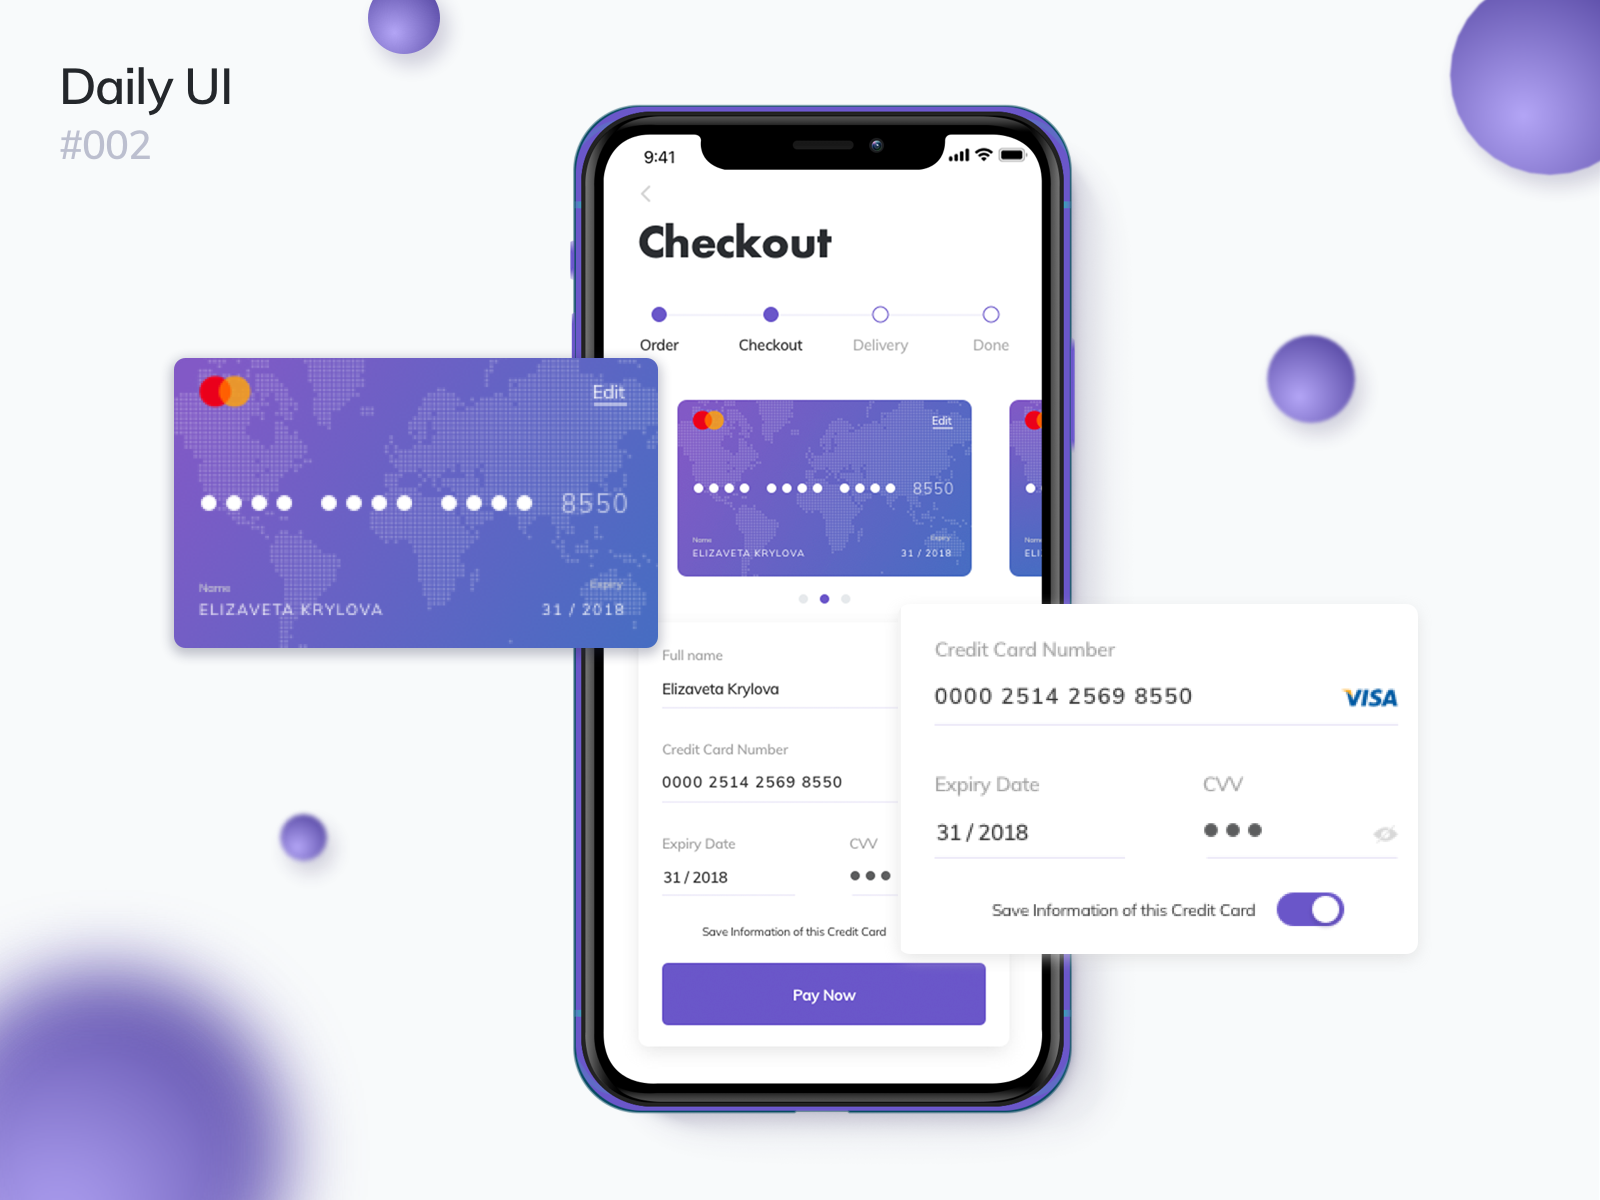 Daily UI
#002
9:41
Checkout
Order
Checkout
Delivery
Done
Edit
8550
Name
Expiry
ELIZAVETA KRYLOVA
31 / 2018
Edit
8550
Name
Expiry
ELIZAVETA KRYLOVA
31 / 2018
Nam
ELI
Full name
Elizaveta Krylova
Credit Card Number
0000 2514 2569 8550
Expiry Date
CVV
31 / 2018
Save Information of this Credit Card
Pay Now
Credit Card Number
0000 2514 2569 8550
VISA
Expiry Date
CVV
31 / 2018
Save Information of this Credit Card